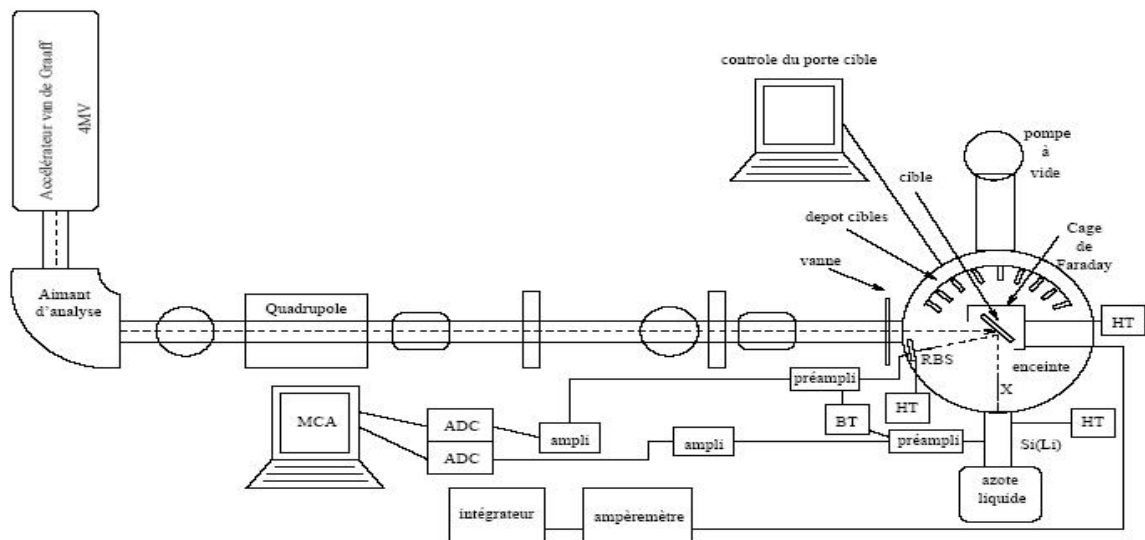 Accélérateur van de Graaff
4MV
Aimant
d'analyse
Quadrupole
controle du porte cible
pompe
à
vide
cible
depot cibles
vanne
Cage
de
Faraday
HT
RBS
enceinte
X
préampli
HT
BT
HT
MCA
ADC
ampli
ADC
ampli
préampli
Si(Li)
azote
liquide
intégrateur
ampèremètre